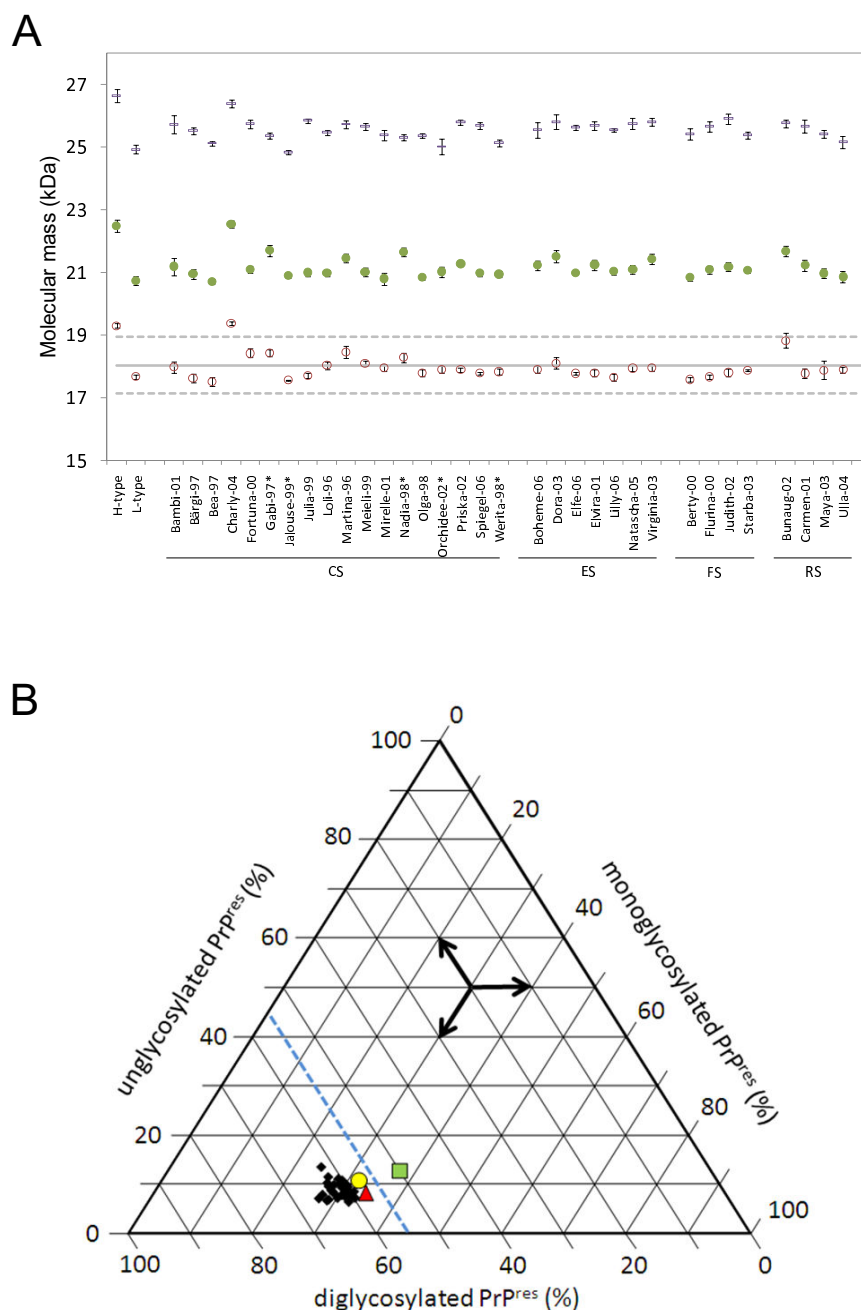 A
Molecular mass (kDa)
27
25
23
21
19
17
15
H-type
L-type
Bambi-01
Bärgi-97
Bea-97
Charly-04
Fortuna-00
Gabi-97*
Jalouse-99*
Julia-99
Loli-96
Martina-96
Meieli-99
Mirelle-01
Nadia-98*
Olga-98
Orchidee-02*
Priska-02
Spiegel-06
Werita-98*
Boheme-06
Dora-03
Elfe-06
Elvira-01
Lilly-06
Natascha-05
Virginia-03
Berty-00
Flurina-00
Judith-02
Starba-03
Bunaug-02
Carmen-01
Maya-03
Ulla-04
CS
ES
FS
RS
B
unglycosylated PrPres (%)
100
80
60
40
20
0
monoglycosylated PrPres (%)
0
20
40
60
80
100
100
80
60
40
20
0
diglycosylated PrPres (%)